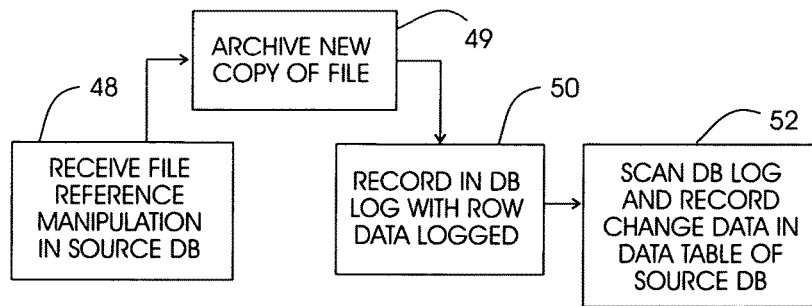 48
RECEIVE FILE
REFERENCE
MANIPULATION
IN SOURCE DB
49
ARCHIVE NEW
COPY OF FILE
50
RECORD IN DB
LOG WITH ROW
DATA LOGGED
52
SCAN DB LOG
AND RECORD
CHANGE DATA IN
DATA TABLE OF
SOURCE DB